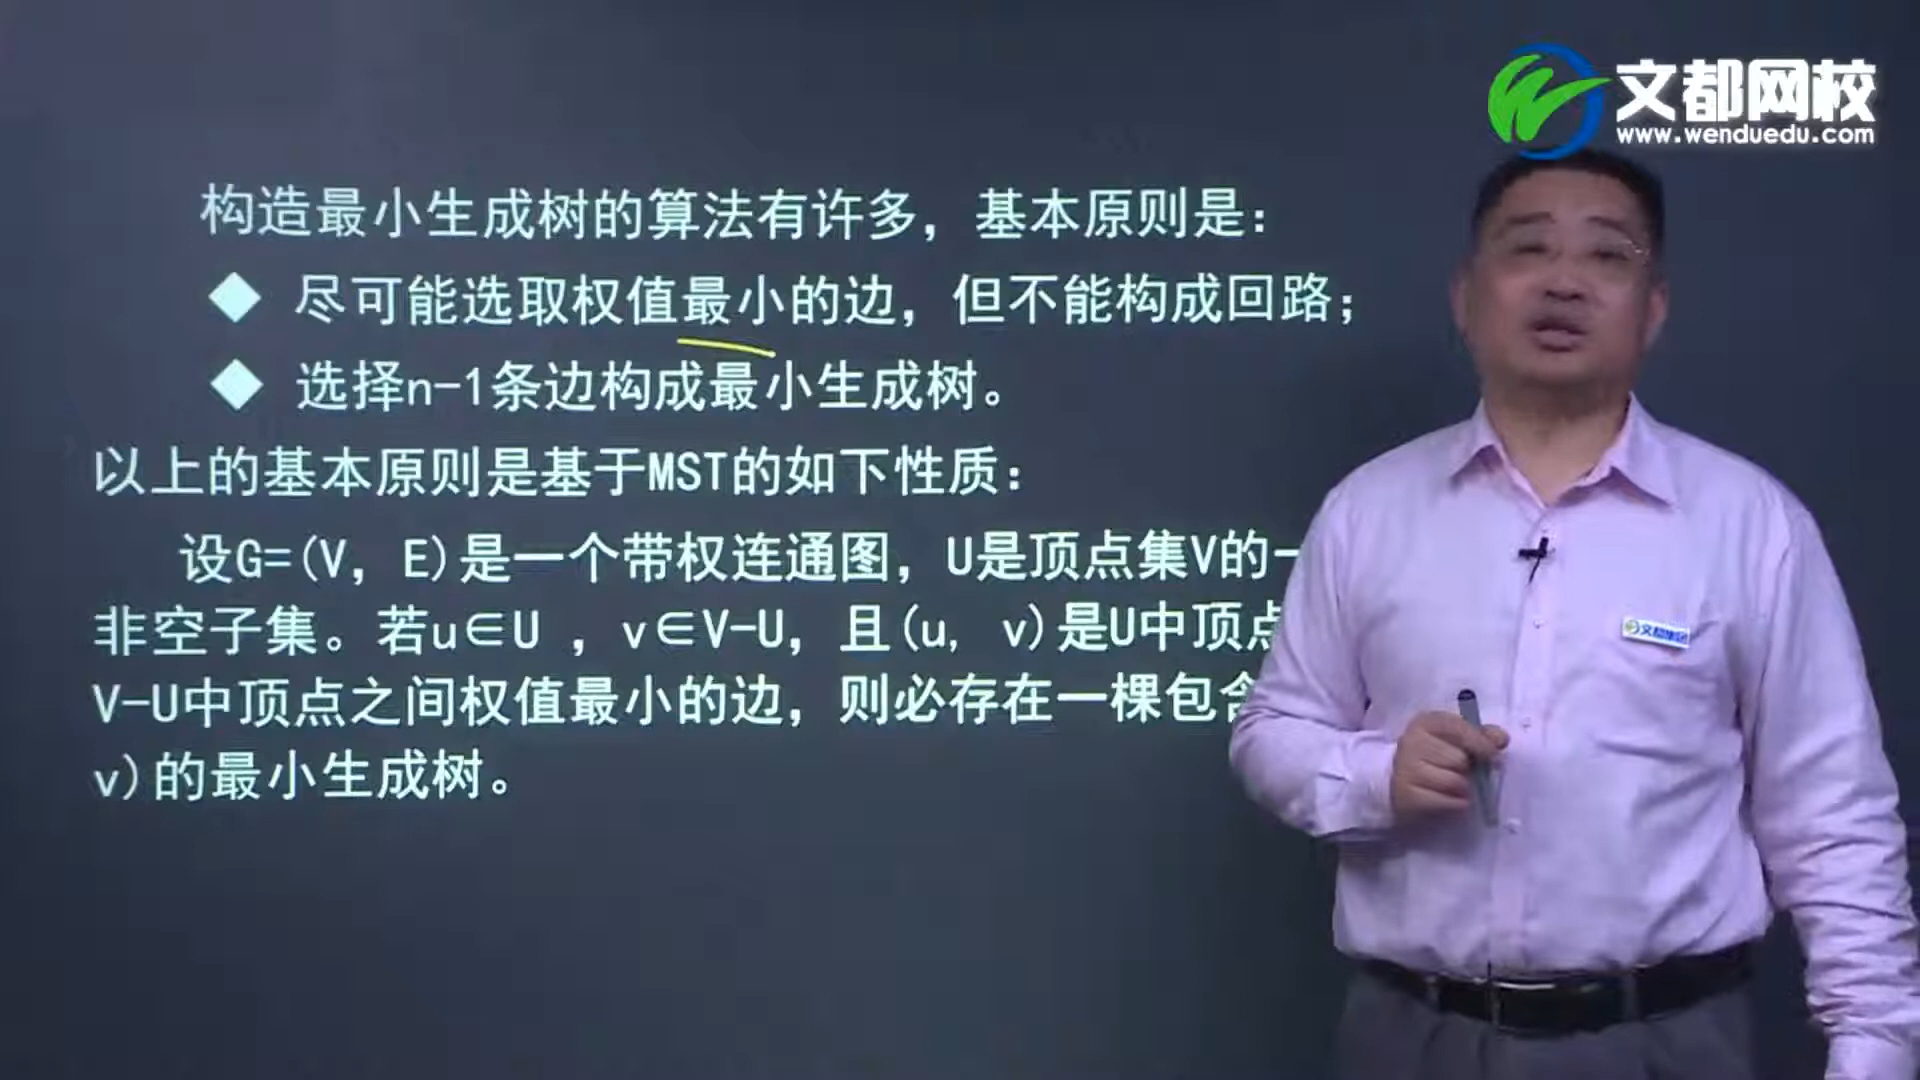 文都网校
www.wenduedu.com
构造最小生成树的算法有许多，基本原则是：
◆ 尽可能选取权值最小的边，但不能构成回路；
◆ 选择n-1条边构成最小生成树。
以上的基本原则是基于MST的如下性质：
设G=(V，E)是一个带权连通图，U是顶点集V的一
非空子集。若u∈U ，v∈V-U，且(u，v)是U中顶点
V-U中顶点之间权值最小的边，则必存在一棵包含
v)的最小生成树。